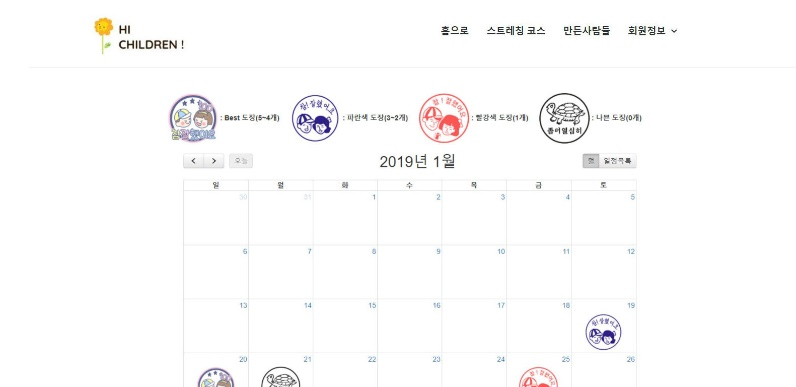 HI
CHILDREN !
홈으로 스트레칭 코스 만든사람들 회원정보
참 잘했어요 : Best 도장(5~4개) 참! 잘했어요 : 파란색 도장(3~2개) 참! 잘했어요 : 빨강색 도장(1개) 좀더열심히 : 나쁜 도장(0개)
오늘 2019년 1월 월 일정목록
일 월 화 수 목 금 토
30 31 1 2 3 4 5
6 7 8 9 10 11 12
13 14 15 16 17 18 19
참! 잘했어요
20 21 22 23 24 25 26